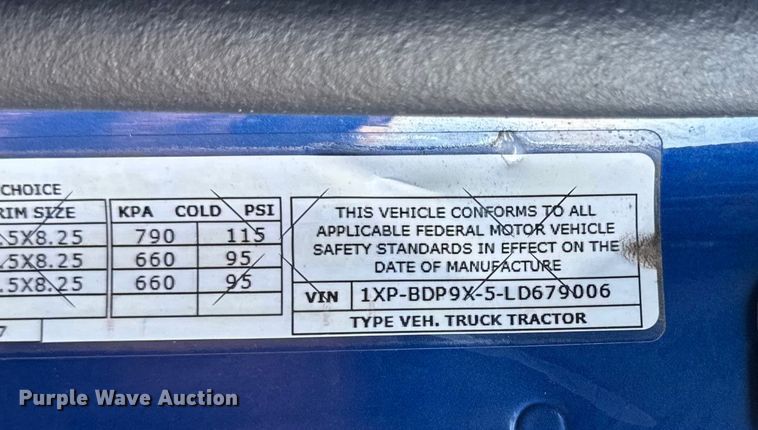 CHOICE
RIM SIZE KPA COLD PSI
.5X8.25 790 115
.5X8.25 660 95
.5X8.25 660 95
7
THIS VEHICLE CONFORMS TO ALL
APPLICABLE FEDERAL MOTOR VEHICLE
SAFETY STANDARDS IN EFFECT ON THE
DATE OF MANUFACTURE
VIN 1XP-BDP9X-5-LD679006
TYPE VEH. TRUCK TRACTOR
Purple Wave Auction